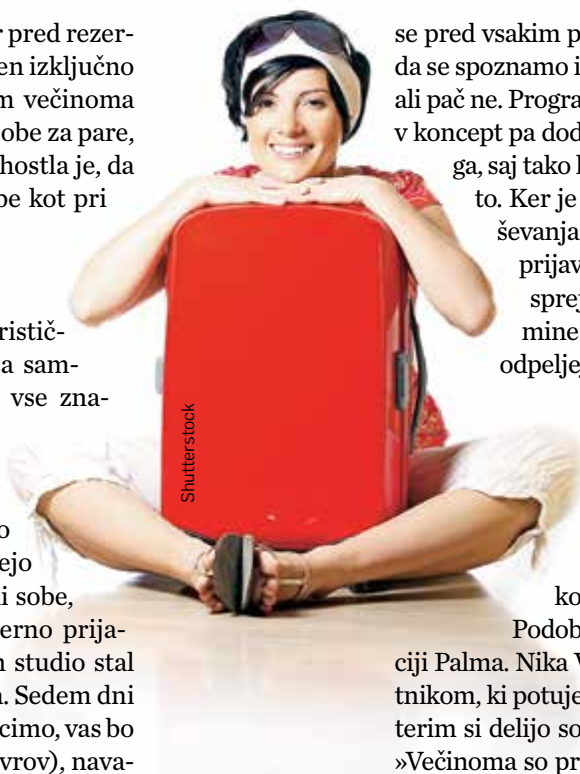 r pred rezer-
en izključno
m večinoma
obe za pare,
hostla je, da
be kot pri
ristič-
za sam-
vse zna-
o
ejo
i sobe,
erno prija-
n studio stal
a. Sedem dni
cimo, vas bo
vrov), nava-
Shutterstock
se pred vsakim p
da se spoznamo i
ali pač ne. Progra
v koncept pa dod
ga, saj tako l
to. Ker je
ševanja
prijav
sprej
mine
odpelje
ko
Podob
ciji Palma. Nika V
tnikom, ki potuje
terim si delijo so
»Večinoma so pr